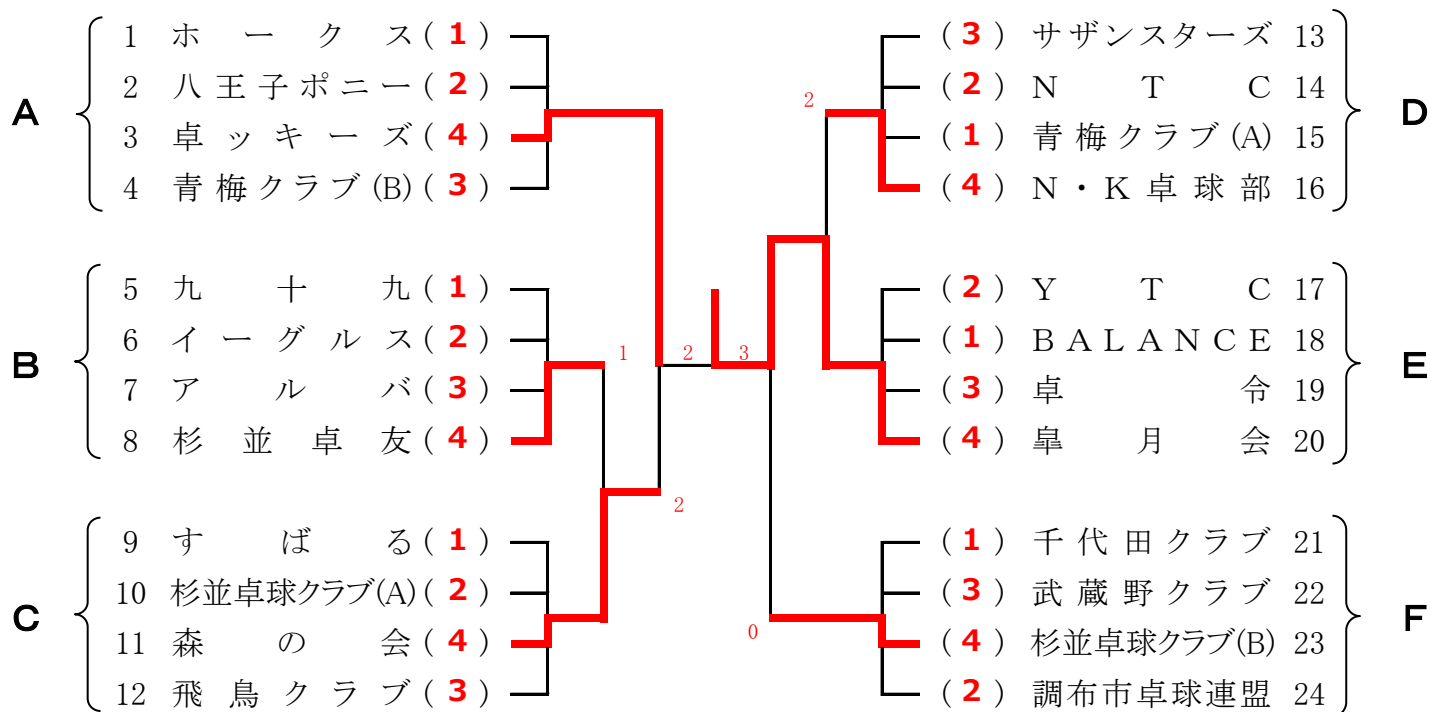 A
1 ホークス ( 1 )
2 八王子ポニー ( 2 )
3 卓ッキーズ ( 4 )
4 青梅クラブ(B) ( 3 )
B
5 九十九 ( 1 )
6 イーグルス ( 2 )
7 アルバ ( 3 )
8 杉並卓友 ( 4 )
C
9 すばる ( 1 )
10 杉並卓球クラブ(A) ( 2 )
11 森の会 ( 4 )
12 飛鳥クラブ ( 3 )
1
2
2
3
2
0
D
( 3 ) サザンスターズ 13
( 2 ) NTC 14
( 1 ) 青梅クラブ(A) 15
( 4 ) N・K卓球部 16
E
( 2 ) YTC 17
( 1 ) BALANCE 18
( 3 ) 卓令 19
( 4 ) 皐月会 20
F
( 1 ) 千代田クラブ 21
( 3 ) 武蔵野クラブ 22
( 4 ) 杉並卓球クラブ(B) 23
( 2 ) 調布市卓球連盟 24